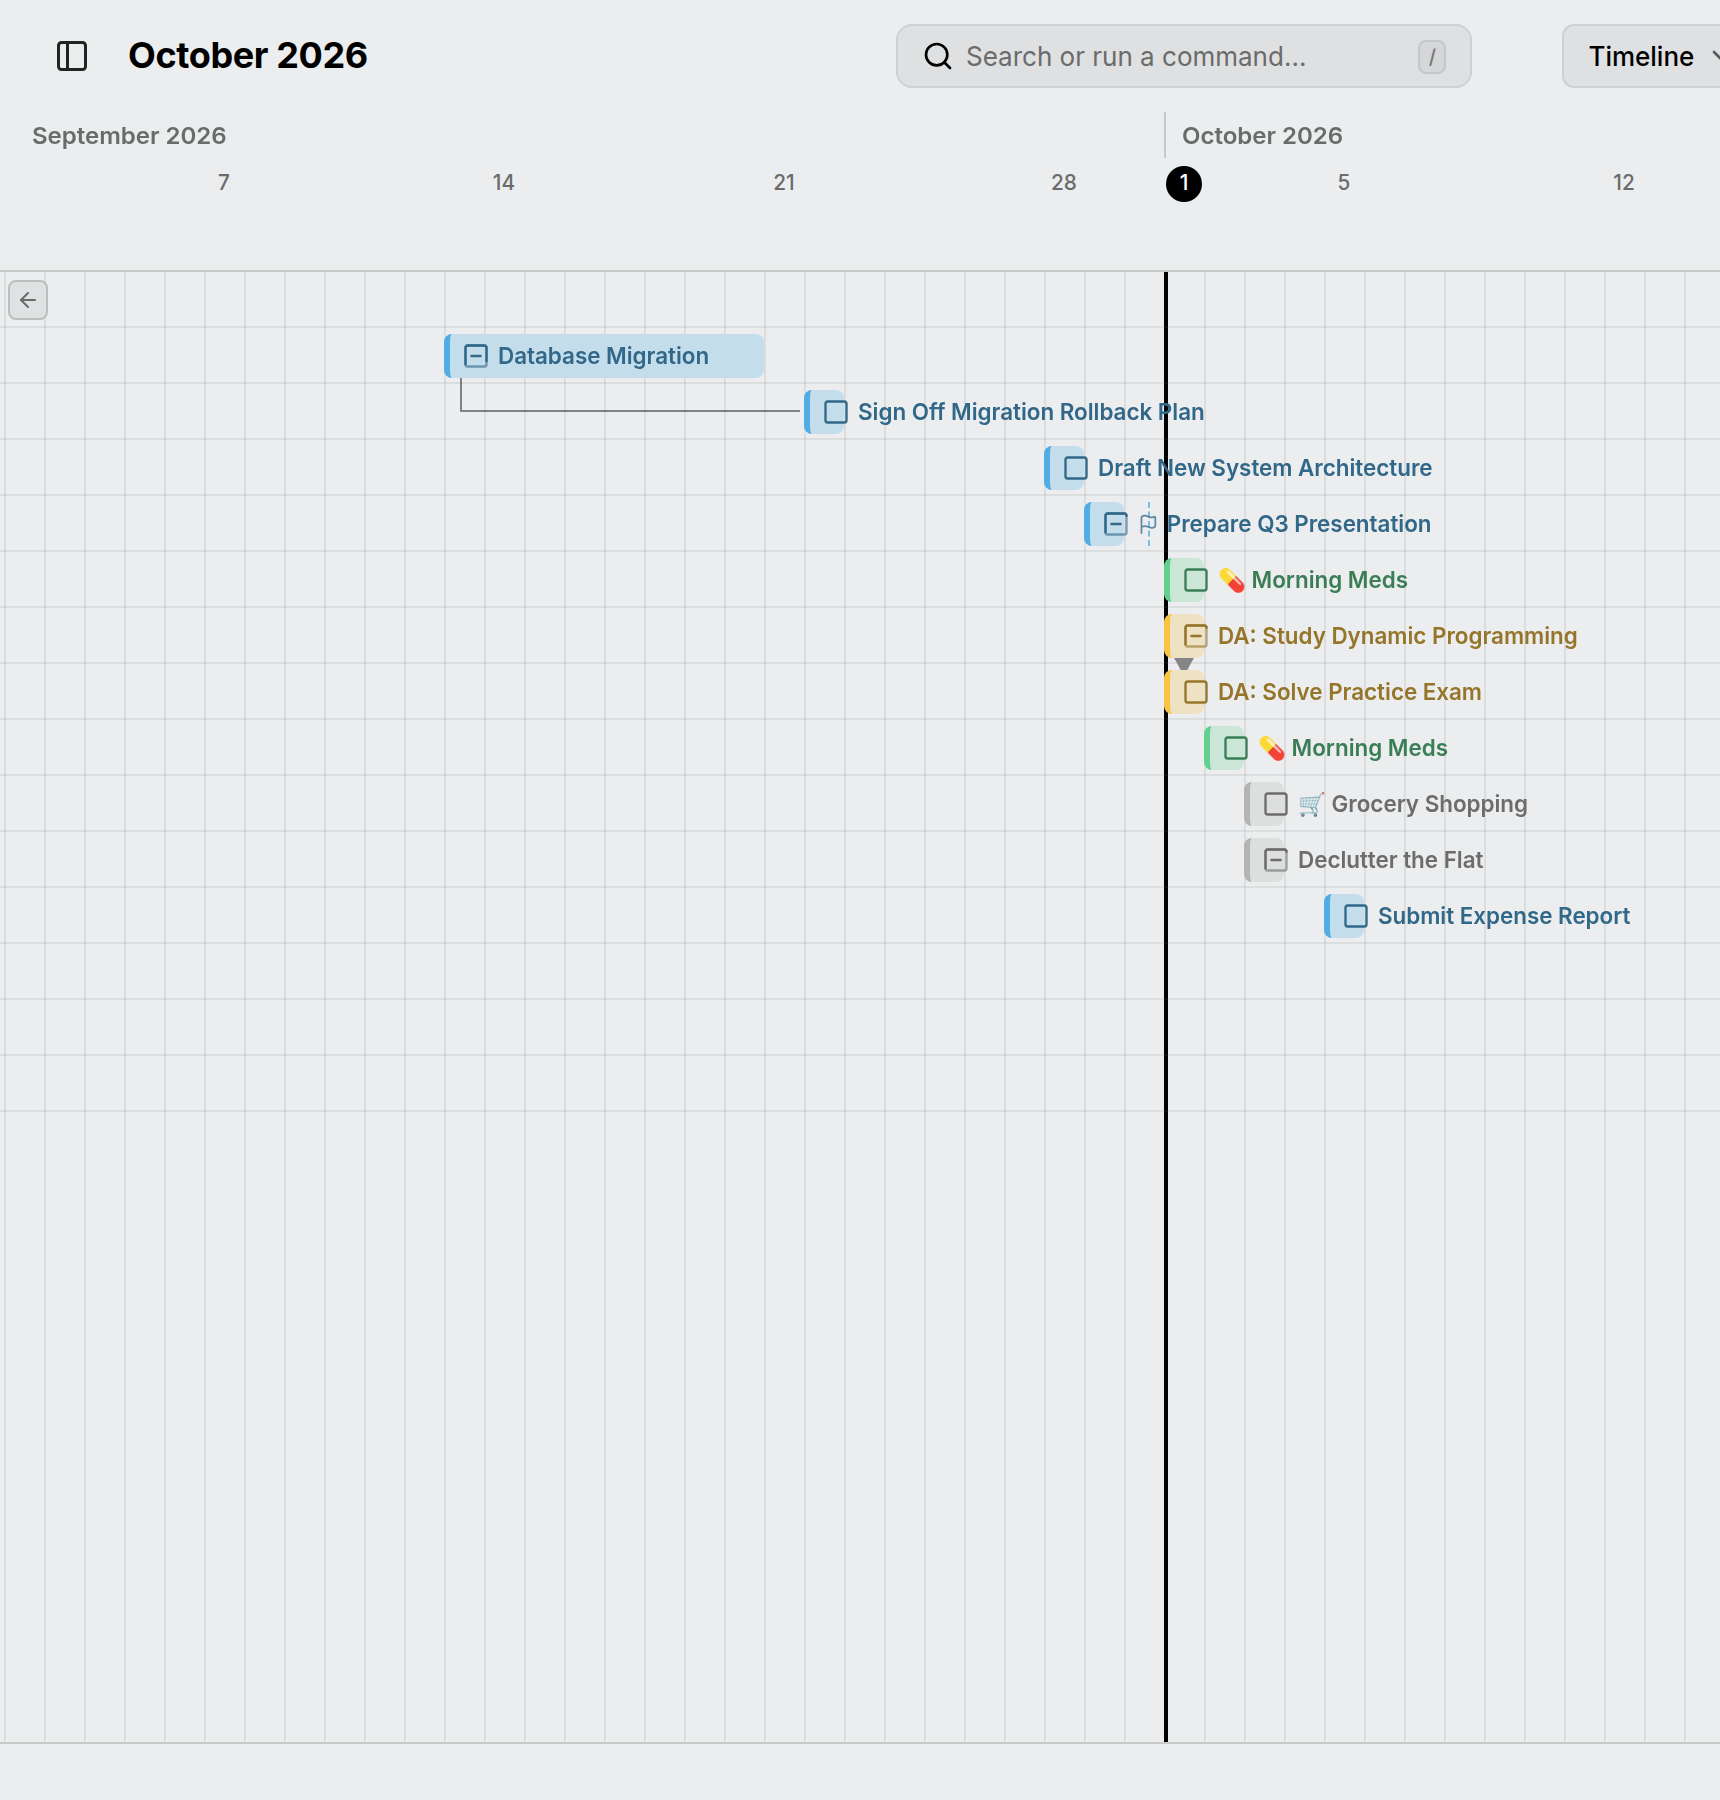 October 2026
Search or run a command... /
Timeline
September 2026
October 2026
7 14 21 28 1 5 12
Database Migration
Sign Off Migration Rollback Plan
Draft New System Architecture
Prepare Q3 Presentation
💊 Morning Meds
DA: Study Dynamic Programming
DA: Solve Practice Exam
💊 Morning Meds
🛒 Grocery Shopping
Declutter the Flat
Submit Expense Report